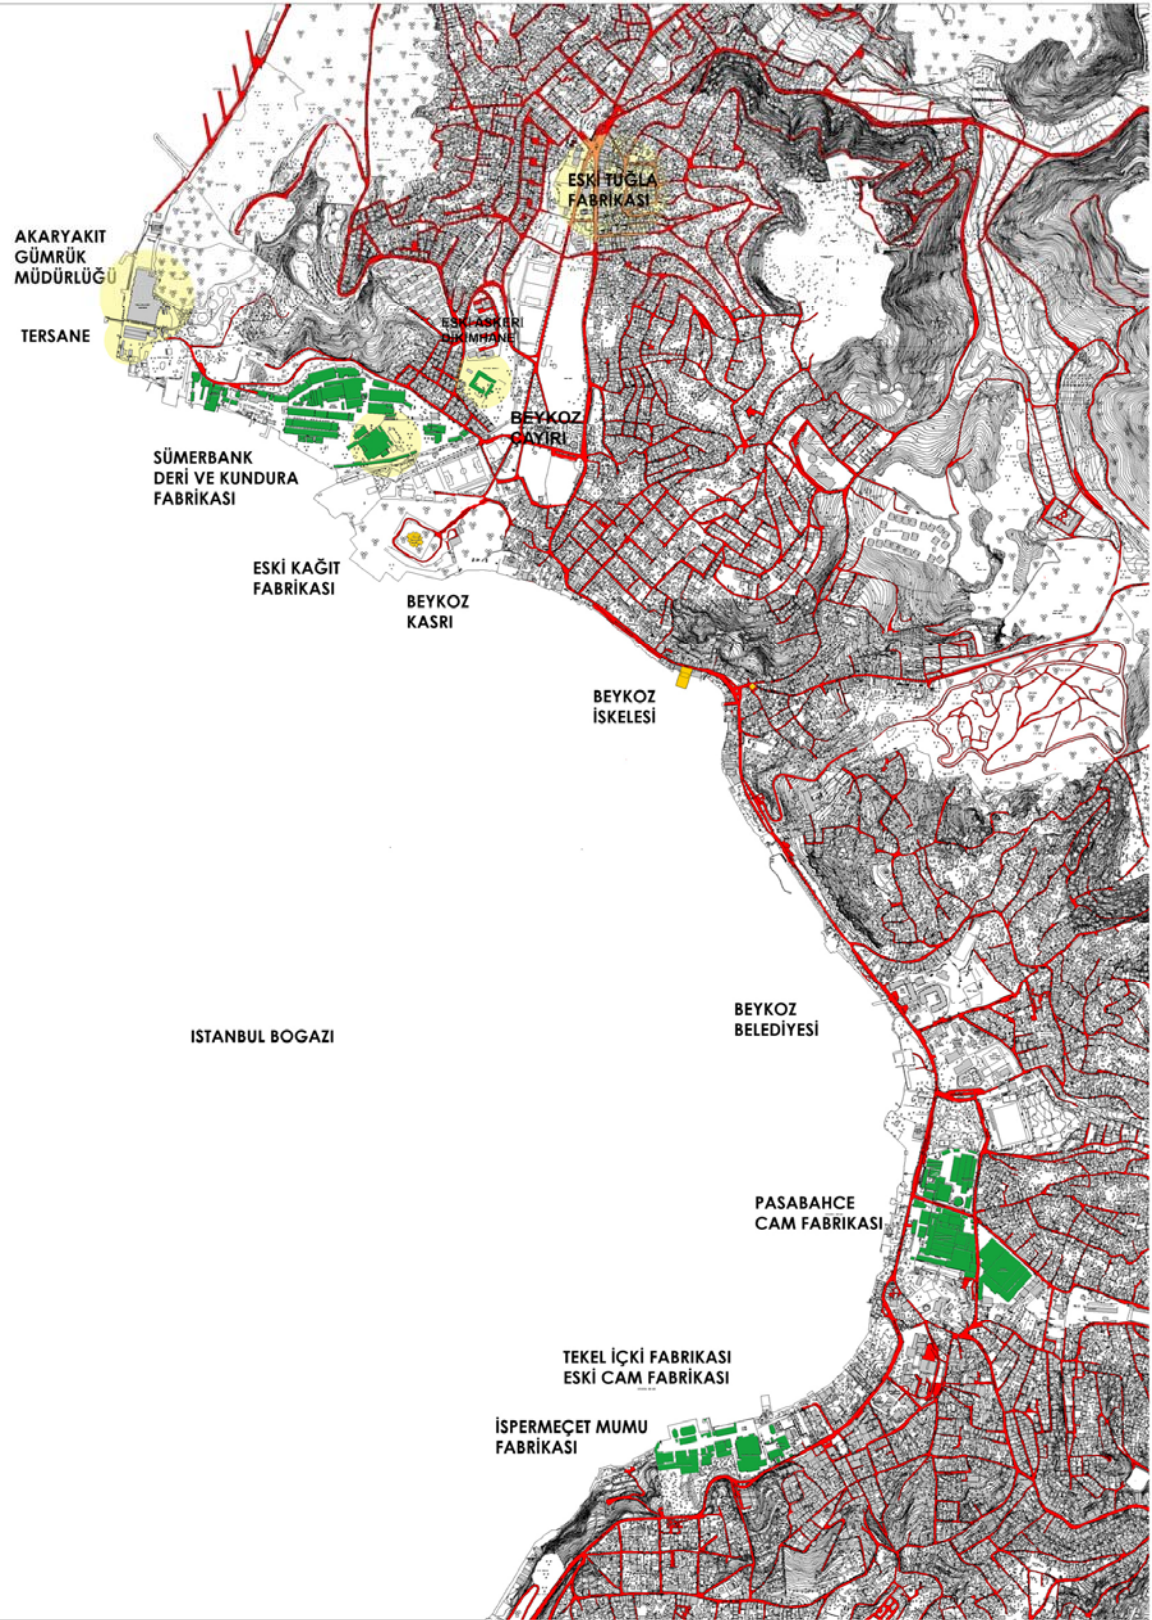 ESKİ TUĞLA
FABRİKASI
AKARYAKIT
GÜMRÜK
MÜDÜRLÜĞÜ
TERSANE
ESKİ ASKERİ
DİKİMHANE
BEYKOZ
ÇAYIRI
SÜMERBANK
DERİ VE KUNDURA
FABRİKASI
ESKİ KAĞIT
FABRİKASI
BEYKOZ
KASRI
BEYKOZ
İSKELESİ
BEYKOZ
BELEDİYESİ
ISTANBUL BOGAZI
PASABAHCE
CAM FABRIKASI
TEKEL İÇKİ FABRIKASI
ESKİ CAM FABRİKASI
İSPERMEÇET MUMU
FABRİKASI